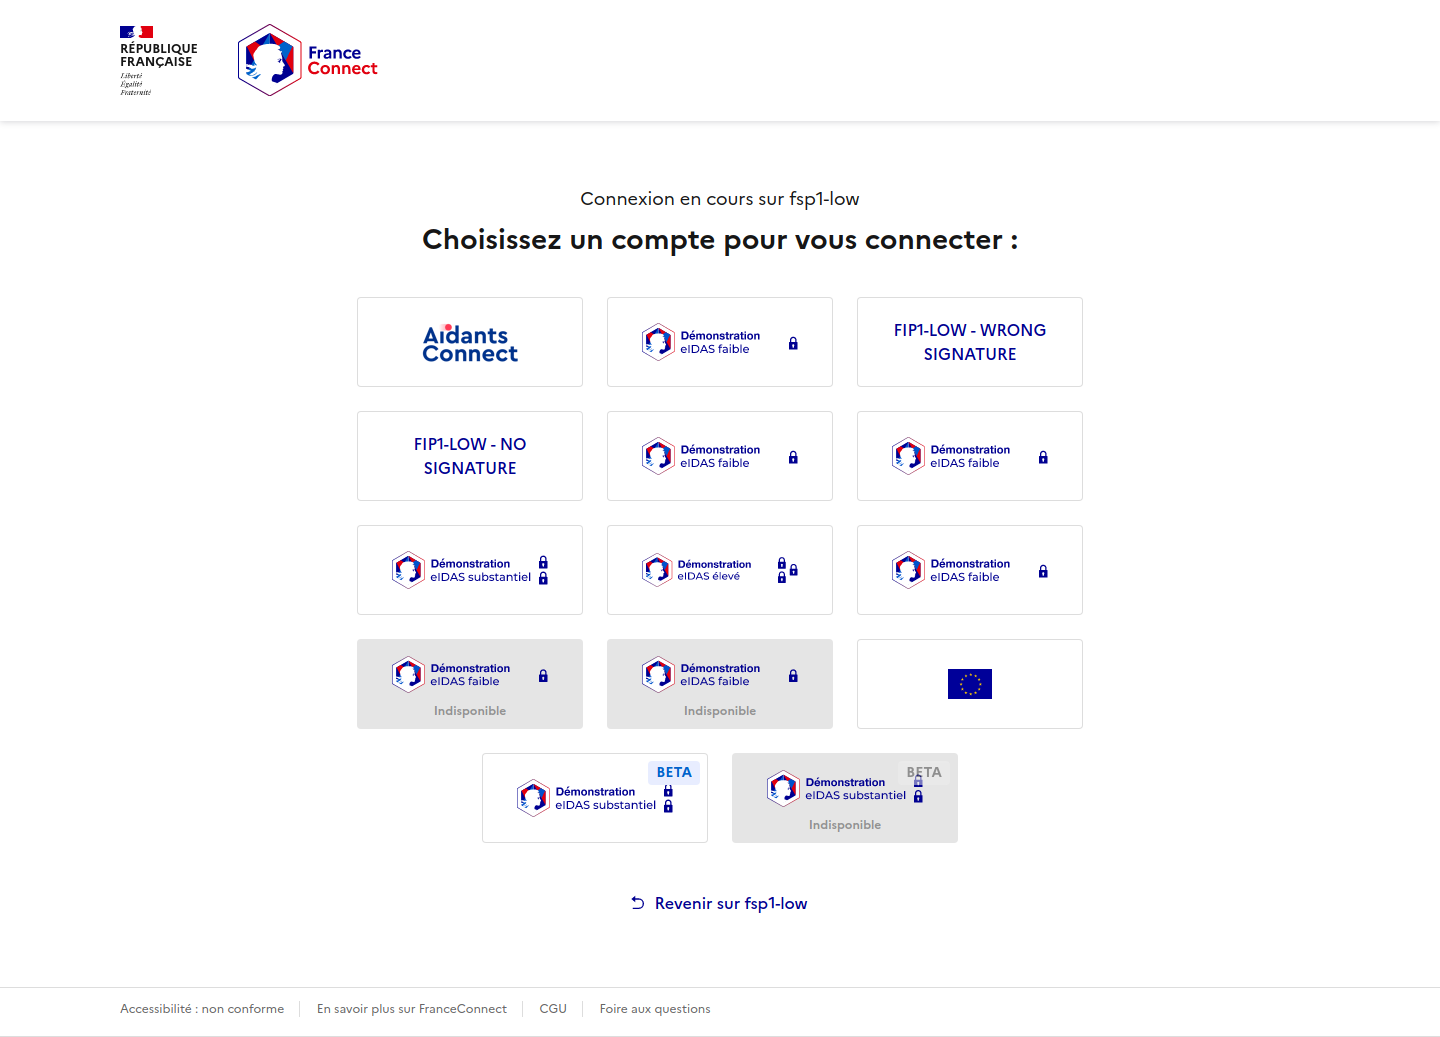 RÉPUBLIQUE
FRANÇAISE
Liberté
Égalité
Fraternité
France
Connect
Connexion en cours sur fsp1-low
Choisissez un compte pour vous connecter :
Aidants
Connect
Démonstration
eIDAS faible
FIP1-LOW - WRONG
SIGNATURE
FIP1-LOW - NO
SIGNATURE
Démonstration
eIDAS faible
Démonstration
eIDAS faible
Démonstration
eIDAS substantiel
Démonstration
eIDAS élevé
Démonstration
eIDAS faible
Démonstration
eIDAS faible
Indisponible
Démonstration
eIDAS faible
Indisponible
BETA
Démonstration
eIDAS substantiel
BETA
Démonstration
eIDAS substantiel
Indisponible
Revenir sur fsp1-low
Accessibilité : non conforme
En savoir plus sur FranceConnect
CGU
Foire aux questions